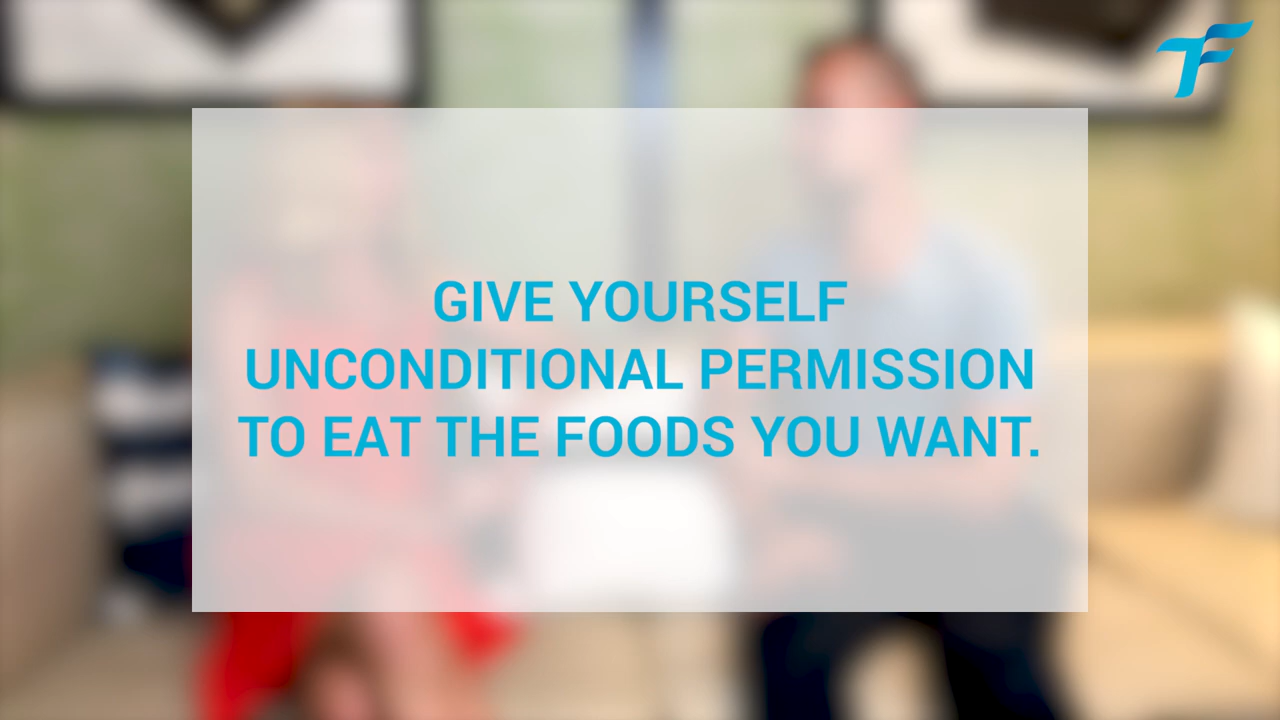 GIVE YOURSELF
UNCONDITIONAL PERMISSION
TO EAT THE FOODS YOU WANT.